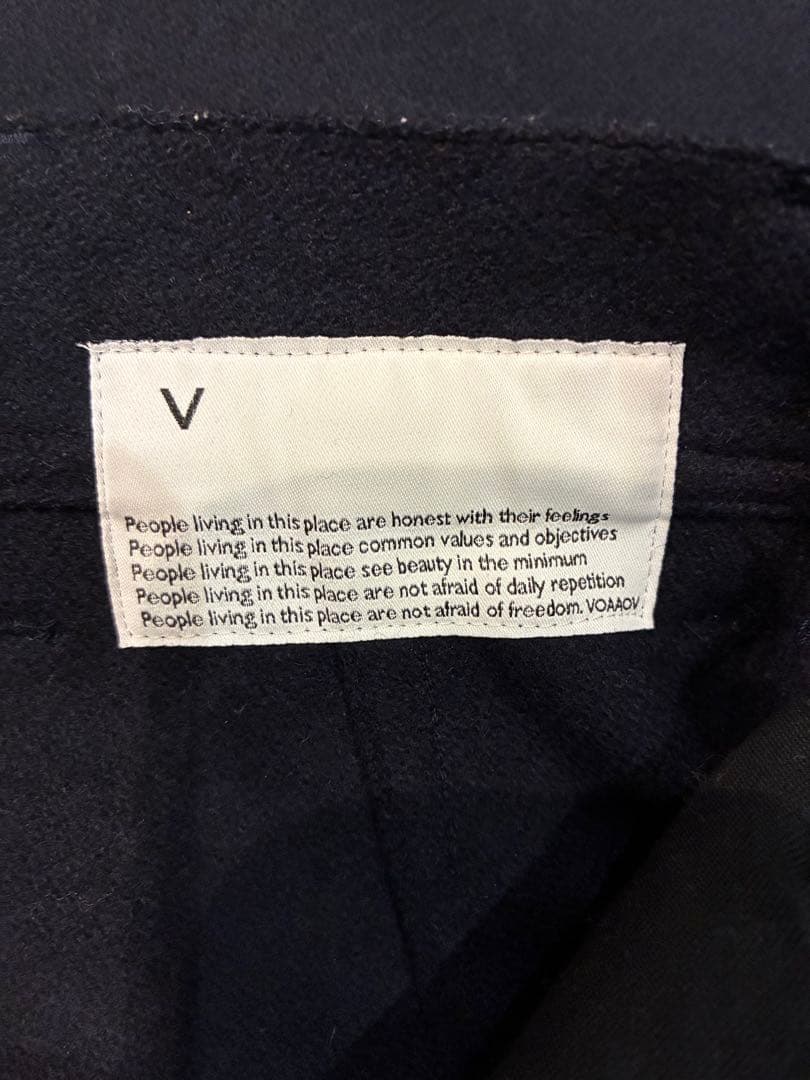 V
People living in this place are honest with their feelings
People living in this place common values and objectives
People living in this place see beauty in the minimum
People living in this place are not afraid of daily repetition
People living in this place are not afraid of freedom. VOAAOV.